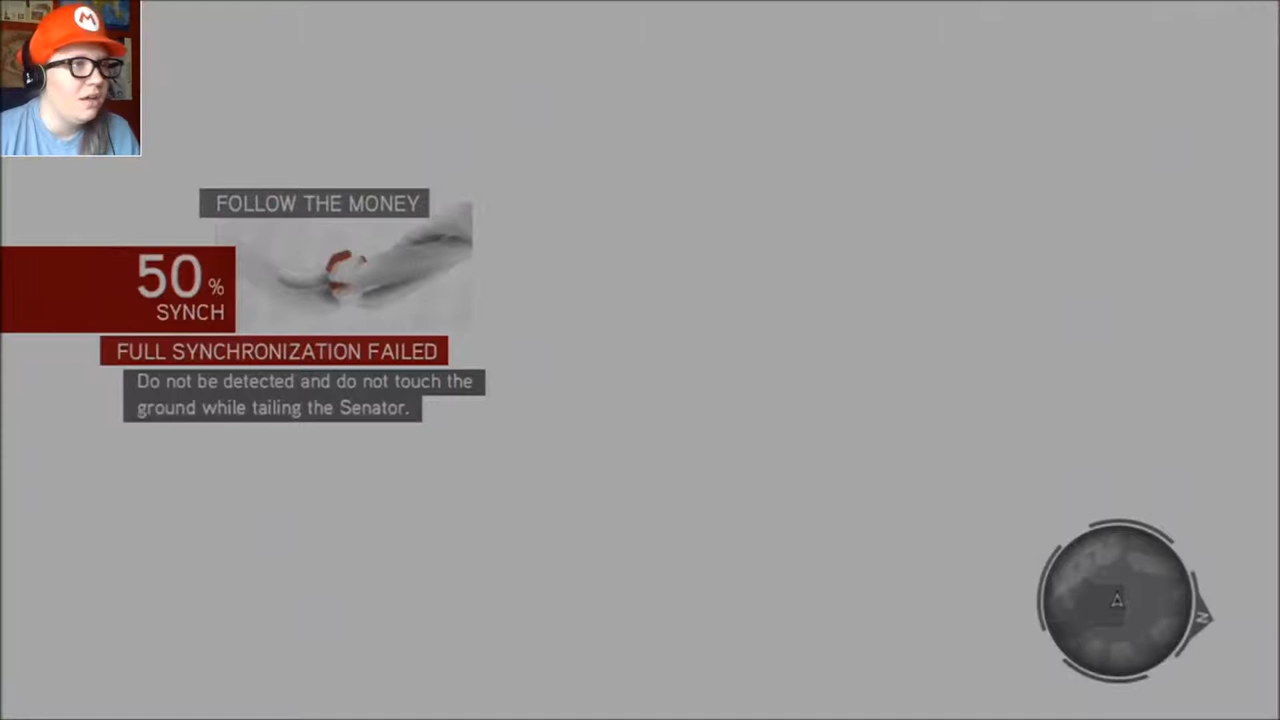 M
FOLLOW THE MONEY
50 %
SYNCH
FULL SYNCHRONIZATION FAILED
Do not be detected and do not touch the
ground while tailing the Senator.
N